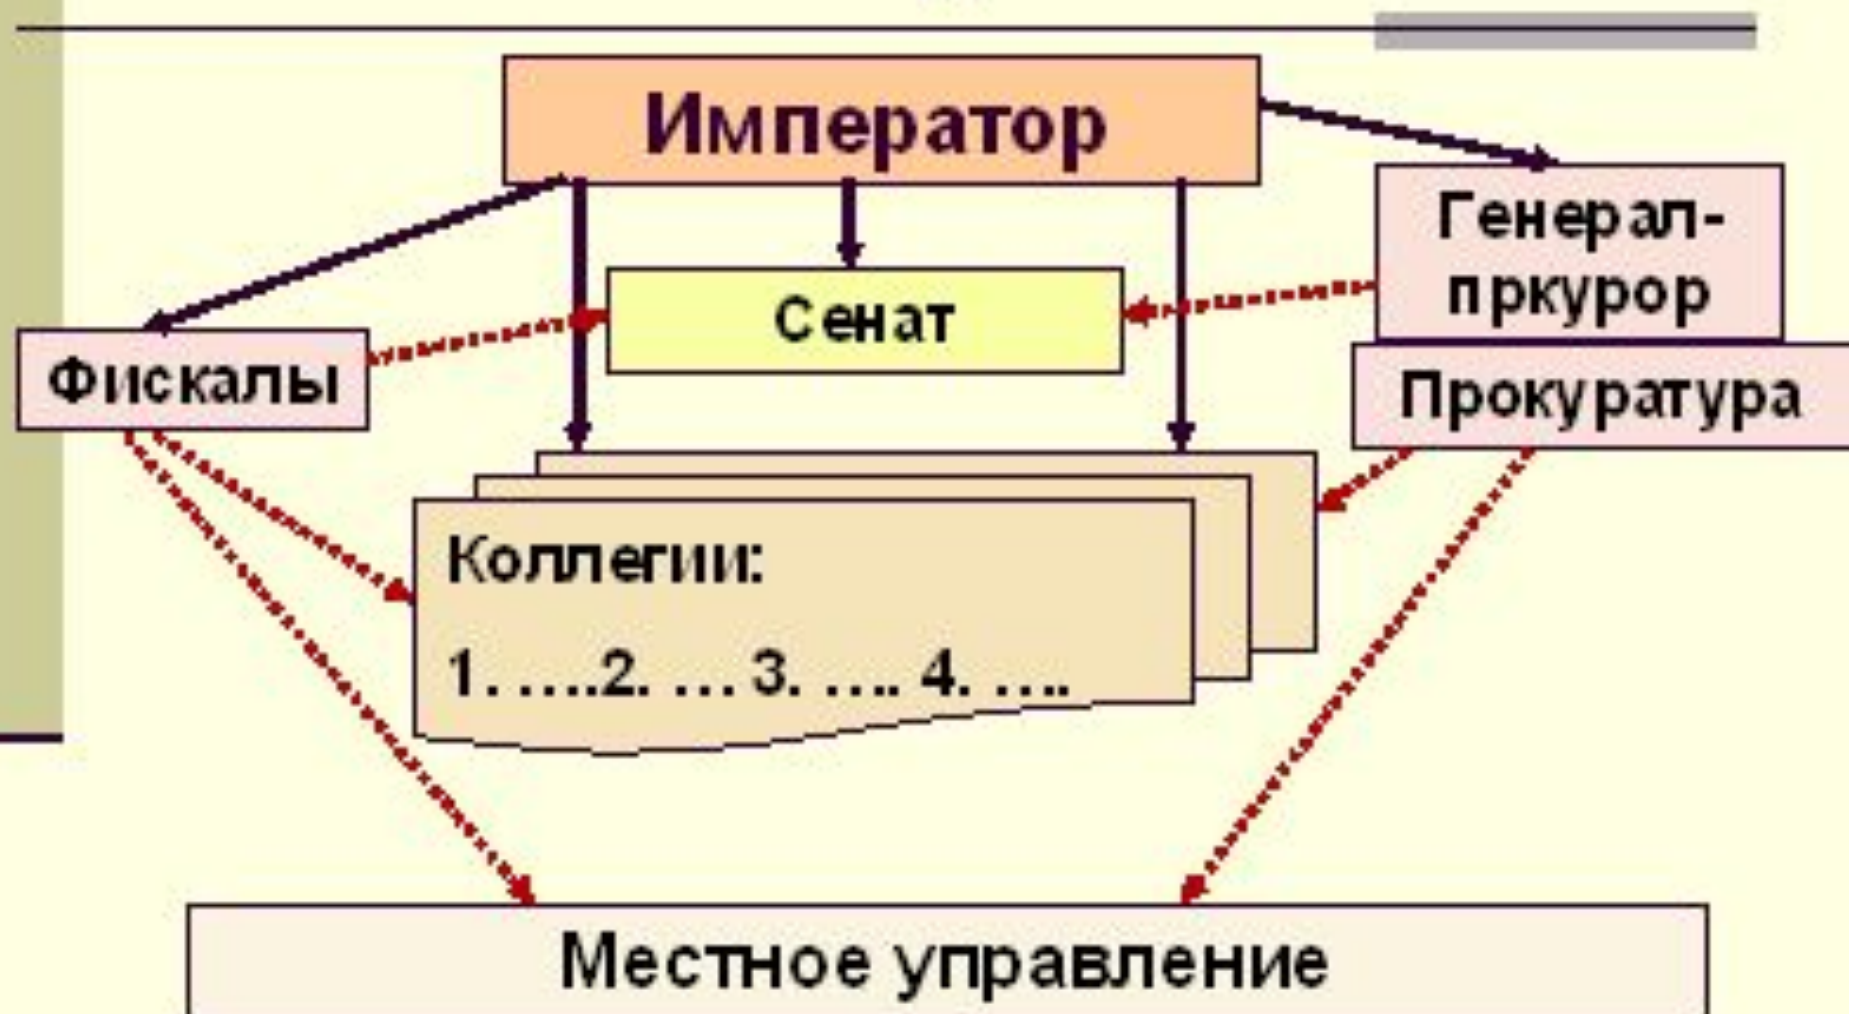 Император
Генерал-
пркурор
Сенат
Фискалы
Прокуратура
Коллегии:
1. …..2. … 3. …. 4. ….
Местное управление